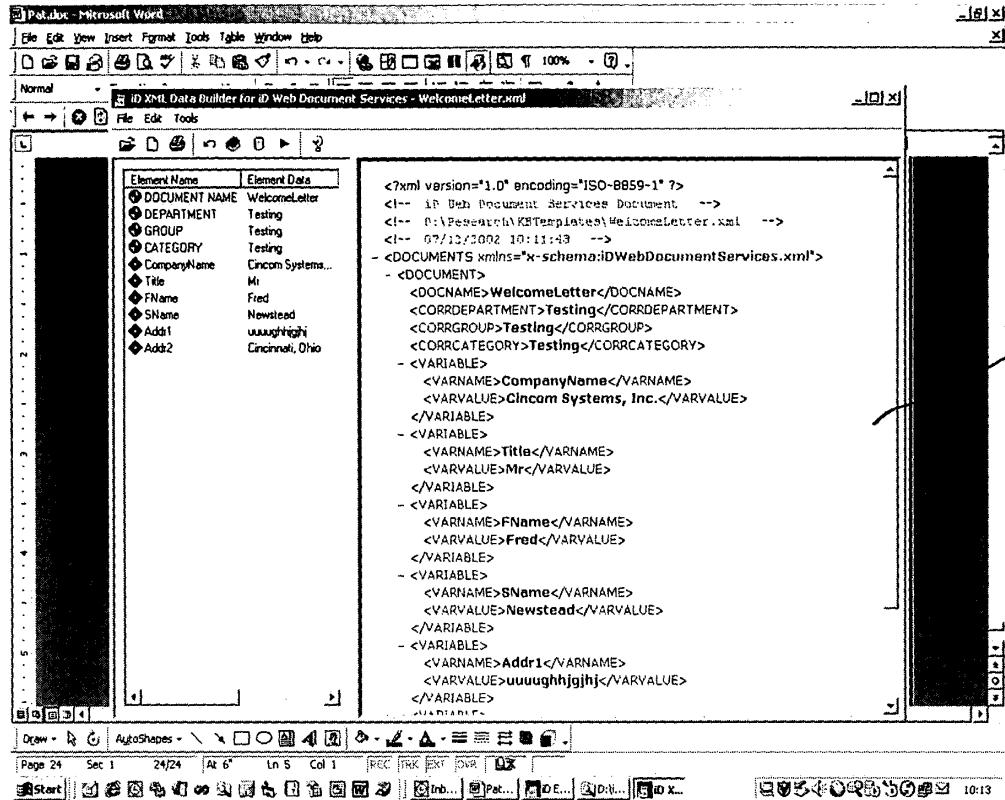 Pat.doc - Microsoft Word
File Edit View Insert Format Tools Table Window Help
100%
Normal
iD XML Data Builder for iD Web Document Services - WelcomeLetter.xml
File Edit Tools
Element Name Element Data
DOCUMENT NAME WelcomeLetter
DEPARTMENT Testing
GROUP Testing
CATEGORY Testing
CompanyName Cincom Systems...
Title Mr
FName Fred
SName Newstead
Addr1
Addr2 Cincinnati, Ohio
<?xml version="1.0" encoding="ISO-8859-1" ?>
<!-- iD Web Document Services Document -->
<!-- D:\Research\KBTemplates\WelcomeLetter.xml -->
<!-- 10:11:43 -->
- <DOCUMENTS xmlns="x-schema:iDWebDocumentServices.xml">
- <DOCUMENT>
<DOCNAME>WelcomeLetter</DOCNAME>
<CORRDEPARTMENT>Testing</CORRDEPARTMENT>
<CORRGROUP>Testing</CORRGROUP>
<CORRCATEGORY>Testing</CORRCATEGORY>
- <VARIABLE>
<VARNAME>CompanyName</VARNAME>
<VARVALUE>Cincom Systems, Inc.</VARVALUE>
</VARIABLE>
- <VARIABLE>
<VARNAME>Title</VARNAME>
<VARVALUE>Mr</VARVALUE>
</VARIABLE>
- <VARIABLE>
<VARNAME>FName</VARNAME>
<VARVALUE>Fred</VARVALUE>
</VARIABLE>
- <VARIABLE>
<VARNAME>SName</VARNAME>
<VARVALUE>Newstead</VARVALUE>
</VARIABLE>
- <VARIABLE>
<VARNAME>Addr1</VARNAME>
<VARVALUE>uuuughhjgjhj</VARVALUE>
</VARIABLE>
Draw AutoShapes
Page 24 Sec 1 24/24 At 6" Ln 5 Col 1 REC TRK EXT OVR
Start Inb... Pat... iD E... D:\i... iD X... 10:13